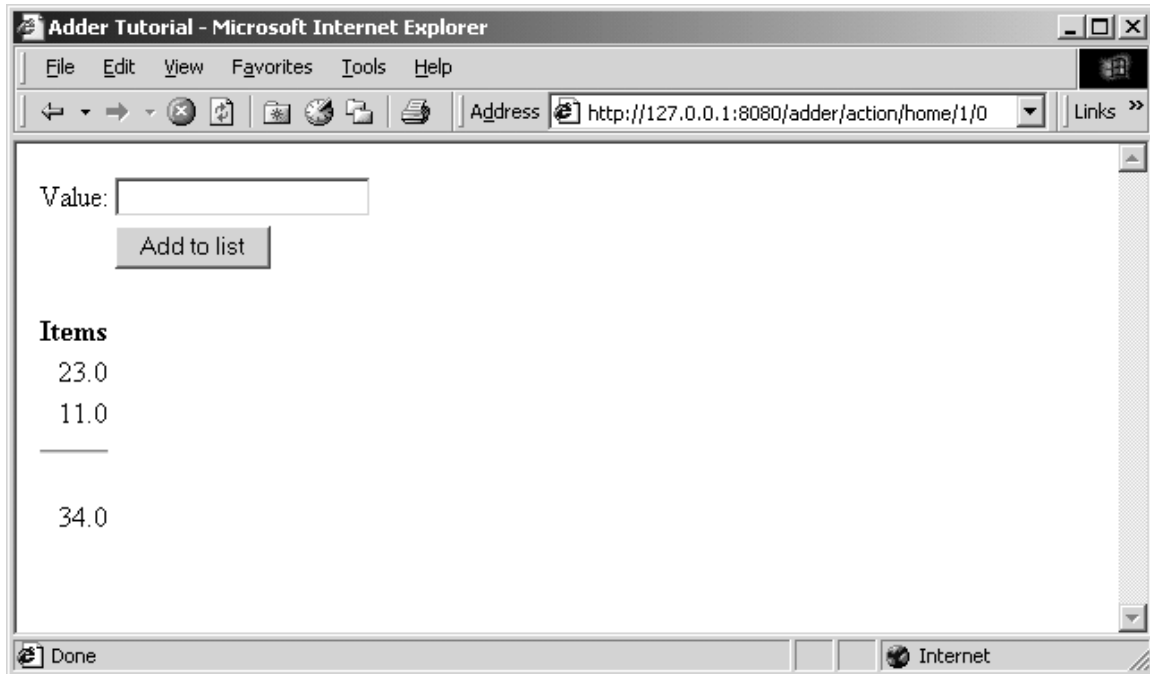 Adder Tutorial - Microsoft Internet Explorer
File Edit View Favorites Tools Help
Address http://127.0.0.1:8080/adder/action/home/1/0 Links »
Value:
Add to list
Items
23.0
11.0
34.0
Done Internet